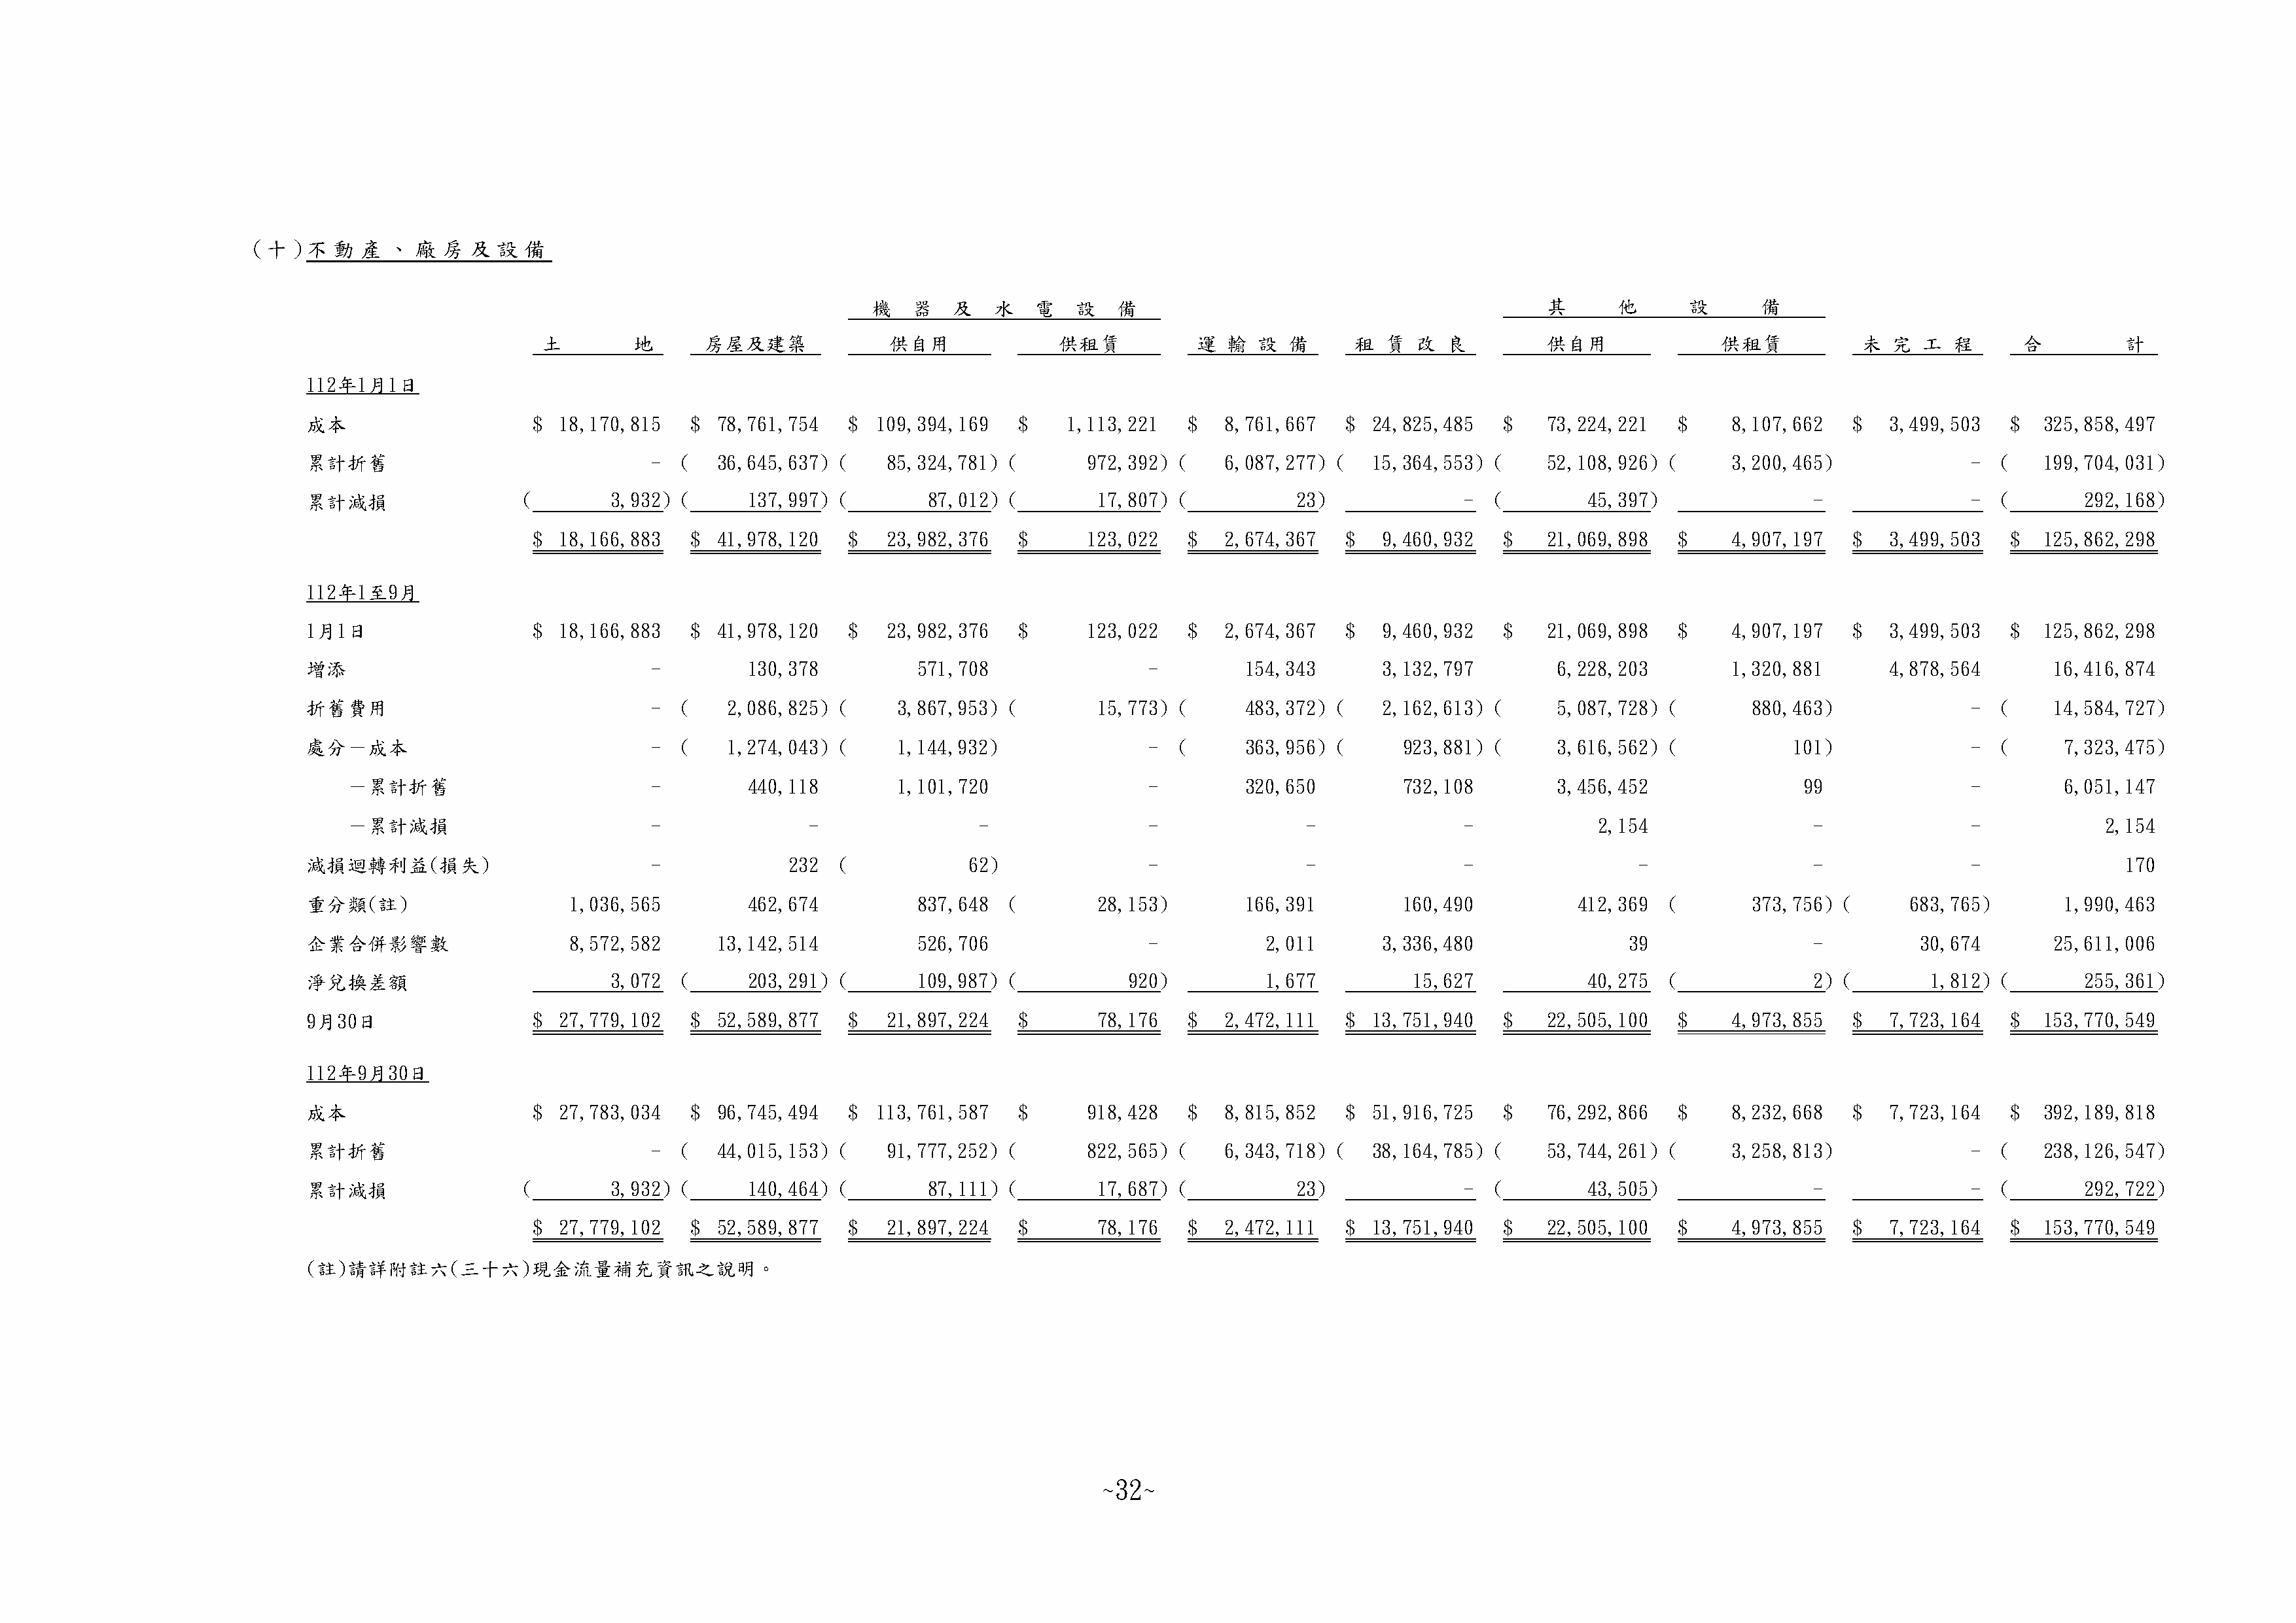 (十)不動產、廠房及設備
機器及水電設備 其他設備
土地 房屋及建築 供自用 供租賃 運輸設備 租賃改良 供自用 供租賃 未完工程 合計
112年1月1日
成本 $ 18,170,815 $ 78,761,754 $ 109,394,169 $ 1,113,221 $ 8,761,667 $ 24,825,485 $ 73,224,221 $ 8,107,662 $ 3,499,503 $ 325,858,497
累計折舊 - ( 36,645,637) ( 85,324,781) ( 972,392) ( 6,087,277) ( 15,364,553) ( 52,108,926) ( 3,200,465) - ( 199,704,031)
累計減損 ( 3,932) ( 137,997) ( 87,012) ( 17,807) ( 23) - ( 45,397) - - ( 292,168)
$ 18,166,883 $ 41,978,120 $ 23,982,376 $ 123,022 $ 2,674,367 $ 9,460,932 $ 21,069,898 $ 4,907,197 $ 3,499,503 $ 125,862,298
112年1至9月
1月1日 $ 18,166,883 $ 41,978,120 $ 23,982,376 $ 123,022 $ 2,674,367 $ 9,460,932 $ 21,069,898 $ 4,907,197 $ 3,499,503 $ 125,862,298
增添 - 130,378 571,708 - 154,343 3,132,797 6,228,203 1,320,881 4,878,564 16,416,874
折舊費用 - ( 2,086,825) ( 3,867,953) ( 15,773) ( 483,372) ( 2,162,613) ( 5,087,728) ( 880,463) - ( 14,584,727)
處分－成本 - ( 1,274,043) ( 1,144,932) - ( 363,956) ( 923,881) ( 3,616,562) ( 101) - ( 7,323,475)
－累計折舊 - 440,118 1,101,720 - 320,650 732,108 3,456,452 99 - 6,051,147
－累計減損 - - - - - - 2,154 - - 2,154
減損迴轉利益(損失) - 232 ( 62) - - - - - - 170
重分類(註) 1,036,565 462,674 837,648 ( 28,153) 166,391 160,490 412,369 ( 373,756) ( 683,765) 1,990,463
企業合併影響數 8,572,582 13,142,514 526,706 - 2,011 3,336,480 39 - 30,674 25,611,006
淨兌換差額 3,072 ( 203,291) ( 109,987) ( 920) 1,677 15,627 40,275 ( 2) ( 1,812) ( 255,361)
9月30日 $ 27,779,102 $ 52,589,877 $ 21,897,224 $ 78,176 $ 2,472,111 $ 13,751,940 $ 22,505,100 $ 4,973,855 $ 7,723,164 $ 153,770,549
112年9月30日
成本 $ 27,783,034 $ 96,745,494 $ 113,761,587 $ 918,428 $ 8,815,852 $ 51,916,725 $ 76,292,866 $ 8,232,668 $ 7,723,164 $ 392,189,818
累計折舊 - ( 44,015,153) ( 91,777,252) ( 822,565) ( 6,343,718) ( 38,164,785) ( 53,744,261) ( 3,258,813) - ( 238,126,547)
累計減損 ( 3,932) ( 140,464) ( 87,111) ( 17,687) ( 23) - ( 43,505) - - ( 292,722)
$ 27,779,102 $ 52,589,877 $ 21,897,224 $ 78,176 $ 2,472,111 $ 13,751,940 $ 22,505,100 $ 4,973,855 $ 7,723,164 $ 153,770,549
(註)請詳附註六(三十六)現金流量補充資訊之說明。
~32~